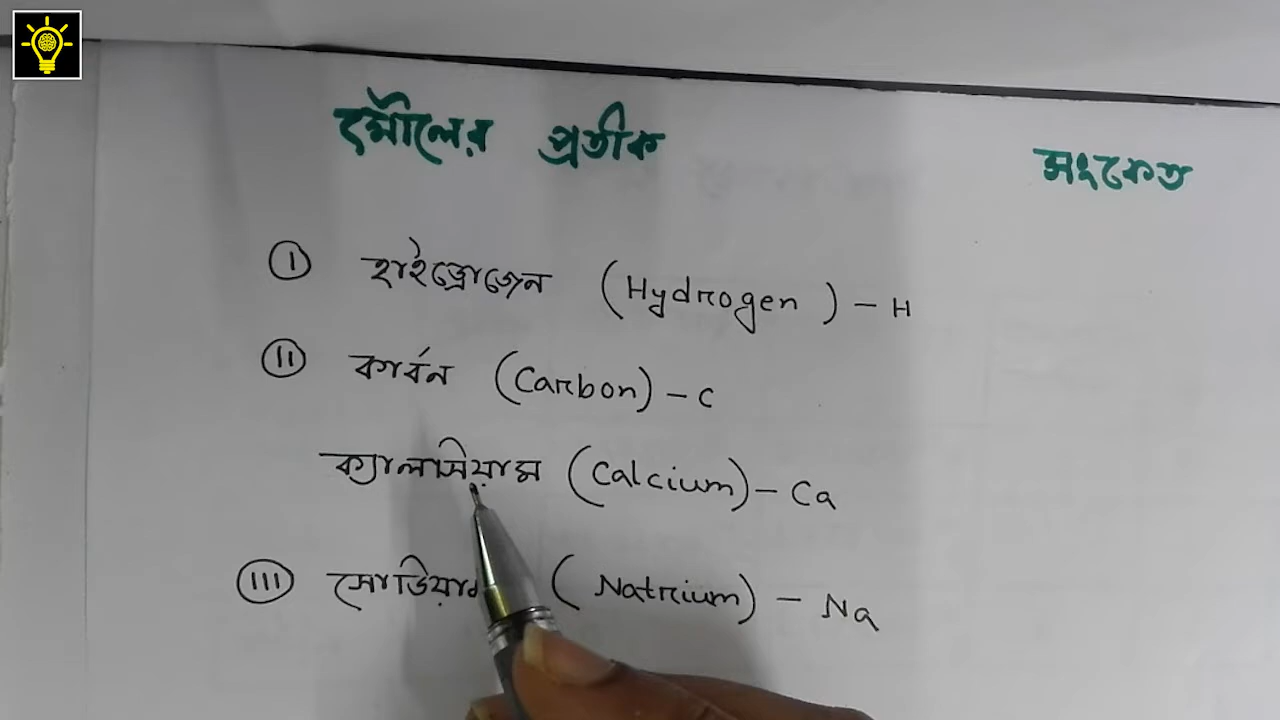 মৌলের প্রতীক সংকেত
(i) হাইড্রোজেন (Hydrogen) - H
(ii) কার্বন (Carbon) - C
ক্যালসিয়াম (Calcium) - Ca
(iii) (Natrium) - Na